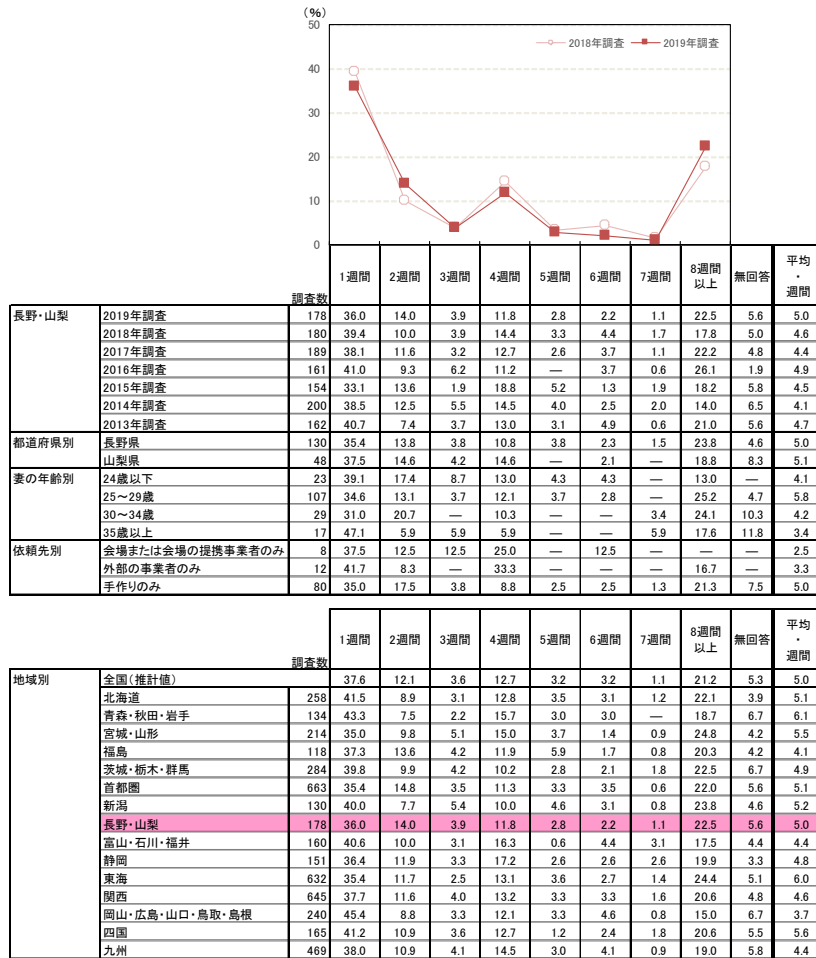 (%)
50
40
30
20
10
0
2018年調査 2019年調査
調査数 1週間 2週間 3週間 4週間 5週間 6週間 7週間 8週間以上 無回答 平均・週間
長野・山梨 2019年調査 178 36.0 14.0 3.9 11.8 2.8 2.2 1.1 22.5 5.6 5.0
2018年調査 180 39.4 10.0 3.9 14.4 3.3 4.4 1.7 17.8 5.0 4.6
2017年調査 189 38.1 11.6 3.2 12.7 2.6 3.7 1.1 22.2 4.8 4.4
2016年調査 161 41.0 9.3 6.2 11.2 — 3.7 0.6 26.1 1.9 4.9
2015年調査 154 33.1 13.6 1.9 18.8 5.2 1.3 1.9 18.2 5.8 4.5
2014年調査 200 38.5 12.5 5.5 14.5 4.0 2.5 2.0 14.0 6.5 4.1
2013年調査 162 40.7 7.4 3.7 13.0 3.1 4.9 0.6 21.0 5.6 4.7
都道府県別 長野県 130 35.4 13.8 3.8 10.8 3.8 2.3 1.5 23.8 4.6 5.0
山梨県 48 37.5 14.6 4.2 14.6 — 2.1 — 18.8 8.3 5.1
妻の年齢別 24歳以下 23 39.1 17.4 8.7 13.0 4.3 4.3 — 13.0 — 4.1
25～29歳 107 34.6 13.1 3.7 12.1 3.7 2.8 — 25.2 4.7 5.8
30～34歳 29 31.0 20.7 — 10.3 — — 3.4 24.1 10.3 4.2
35歳以上 17 47.1 5.9 5.9 5.9 — — 5.9 17.6 11.8 3.4
依頼先別 会場または会場の提携事業者のみ 8 37.5 12.5 12.5 25.0 — 12.5 — — — 2.5
外部の事業者のみ 12 41.7 8.3 — 33.3 — — — 16.7 — 3.3
手作りのみ 80 35.0 17.5 3.8 8.8 2.5 2.5 1.3 21.3 7.5 5.0
調査数 1週間 2週間 3週間 4週間 5週間 6週間 7週間 8週間以上 無回答 平均・週間
地域別 全国(推計値) 37.6 12.1 3.6 12.7 3.2 3.2 1.1 21.2 5.3 5.0
北海道 258 41.5 8.9 3.1 12.8 3.5 3.1 1.2 22.1 3.9 5.1
青森・秋田・岩手 134 43.3 7.5 2.2 15.7 3.0 3.0 — 18.7 6.7 6.1
宮城・山形 214 35.0 9.8 5.1 15.0 3.7 1.4 0.9 24.8 4.2 5.5
福島 118 37.3 13.6 4.2 11.9 5.9 1.7 0.8 20.3 4.2 4.1
茨城・栃木・群馬 284 39.8 9.9 4.2 10.2 2.8 2.1 1.8 22.5 6.7 4.9
首都圏 663 35.4 14.8 3.5 11.3 3.3 3.5 0.6 22.0 5.6 5.1
新潟 130 40.0 7.7 5.4 10.0 4.6 3.1 0.8 23.8 4.6 5.2
長野・山梨 178 36.0 14.0 3.9 11.8 2.8 2.2 1.1 22.5 5.6 5.0
富山・石川・福井 160 40.6 10.0 3.1 16.3 0.6 4.4 3.1 17.5 4.4 4.4
静岡 151 36.4 11.9 3.3 17.2 2.6 2.6 2.6 19.9 3.3 4.8
東海 632 35.4 11.7 2.5 13.1 3.6 2.7 1.4 24.4 5.1 6.0
関西 645 37.7 11.6 4.0 13.2 3.3 3.3 1.6 20.6 4.8 4.6
岡山・広島・山口・鳥取・島根 240 45.4 8.8 3.3 12.1 3.3 4.6 0.8 15.0 6.7 3.7
四国 165 41.2 10.9 3.6 12.7 1.2 2.4 1.8 20.6 5.5 5.6
九州 469 38.0 10.9 4.1 14.5 3.0 4.1 0.9 19.0 5.8 4.4